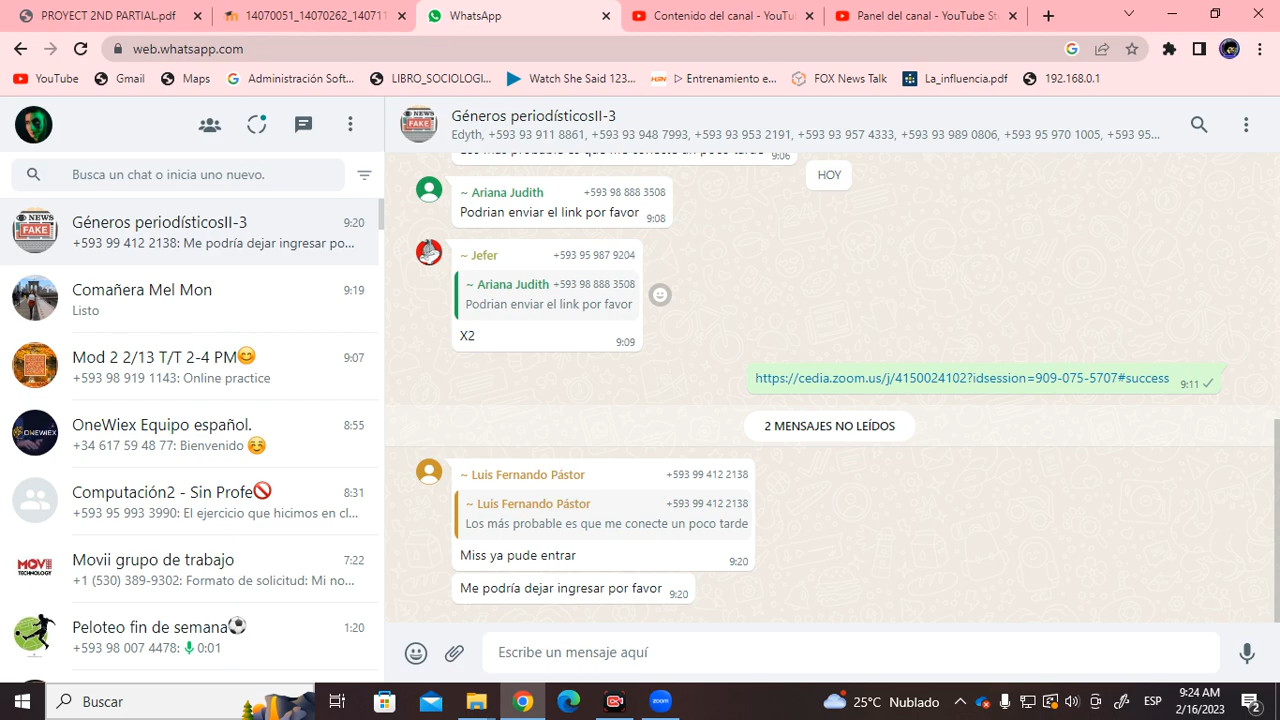 PROYECT 2ND PARTIAL.pdf
14070051_14070262_140711
WhatsApp
Contenido del canal - YouTu
Panel del canal - YouTube St
web.whatsapp.com
YouTube
Gmail
Maps
Administración Soft...
LIBRO_SOCIOLOGI...
Watch She Said 123...
HGN
▷ Entrenamiento e...
FOX News Talk
La_influencia.pdf
192.168.0.1
Busca un chat o inicia uno nuevo.
NEWS
FAKE
Géneros periodísticosII-3
9:20
+593 99 412 2138: Me podría dejar ingresar po...
Comañera Mel Mon
9:19
Listo
Mod 2 2/13 T/T 2-4 PM😊
9:07
+593 98 919 1143: Online practice
ONEWIEX
OneWiex Equipo español.
8:55
+34 617 59 48 77: Bienvenido ☺️
Computación2 - Sin Profe🚫
8:31
+593 95 993 3990: El ejercicio que hicimos en cl...
MOVII
TECHNOLOGY
Movii grupo de trabajo
7:22
+1 (530) 389-9302: Formato de solicitud: Mi no...
Peloteo fin de semana⚽
1:20
+593 98 007 4478: 0:01
NEWS
FAKE
Géneros periodísticosII-3
Edyth, +593 93 911 8861, +593 93 948 7993, +593 93 953 2191, +593 93 957 4333, +593 93 989 0806, +593 95 970 1005, +593 95...
9:06
HOY
~ Ariana Judith +593 98 888 3508
Podrian enviar el link por favor 9:08
~ Jefer +593 95 987 9204
~ Ariana Judith +593 98 888 3508
Podrian enviar el link por favor
X2
9:09
https://cedia.zoom.us/j/4150024102?idsession=909-075-5707#success 9:11
2 MENSAJES NO LEÍDOS
~ Luis Fernando Pástor +593 99 412 2138
~ Luis Fernando Pástor +593 99 412 2138
Los más probable es que me conecte un poco tarde
Miss ya pude entrar
9:20
Me podría dejar ingresar por favor 9:20
Escribe un mensaje aquí
Buscar
zoom
25°C Nublado
ESP
9:24 AM
2/16/2023
2